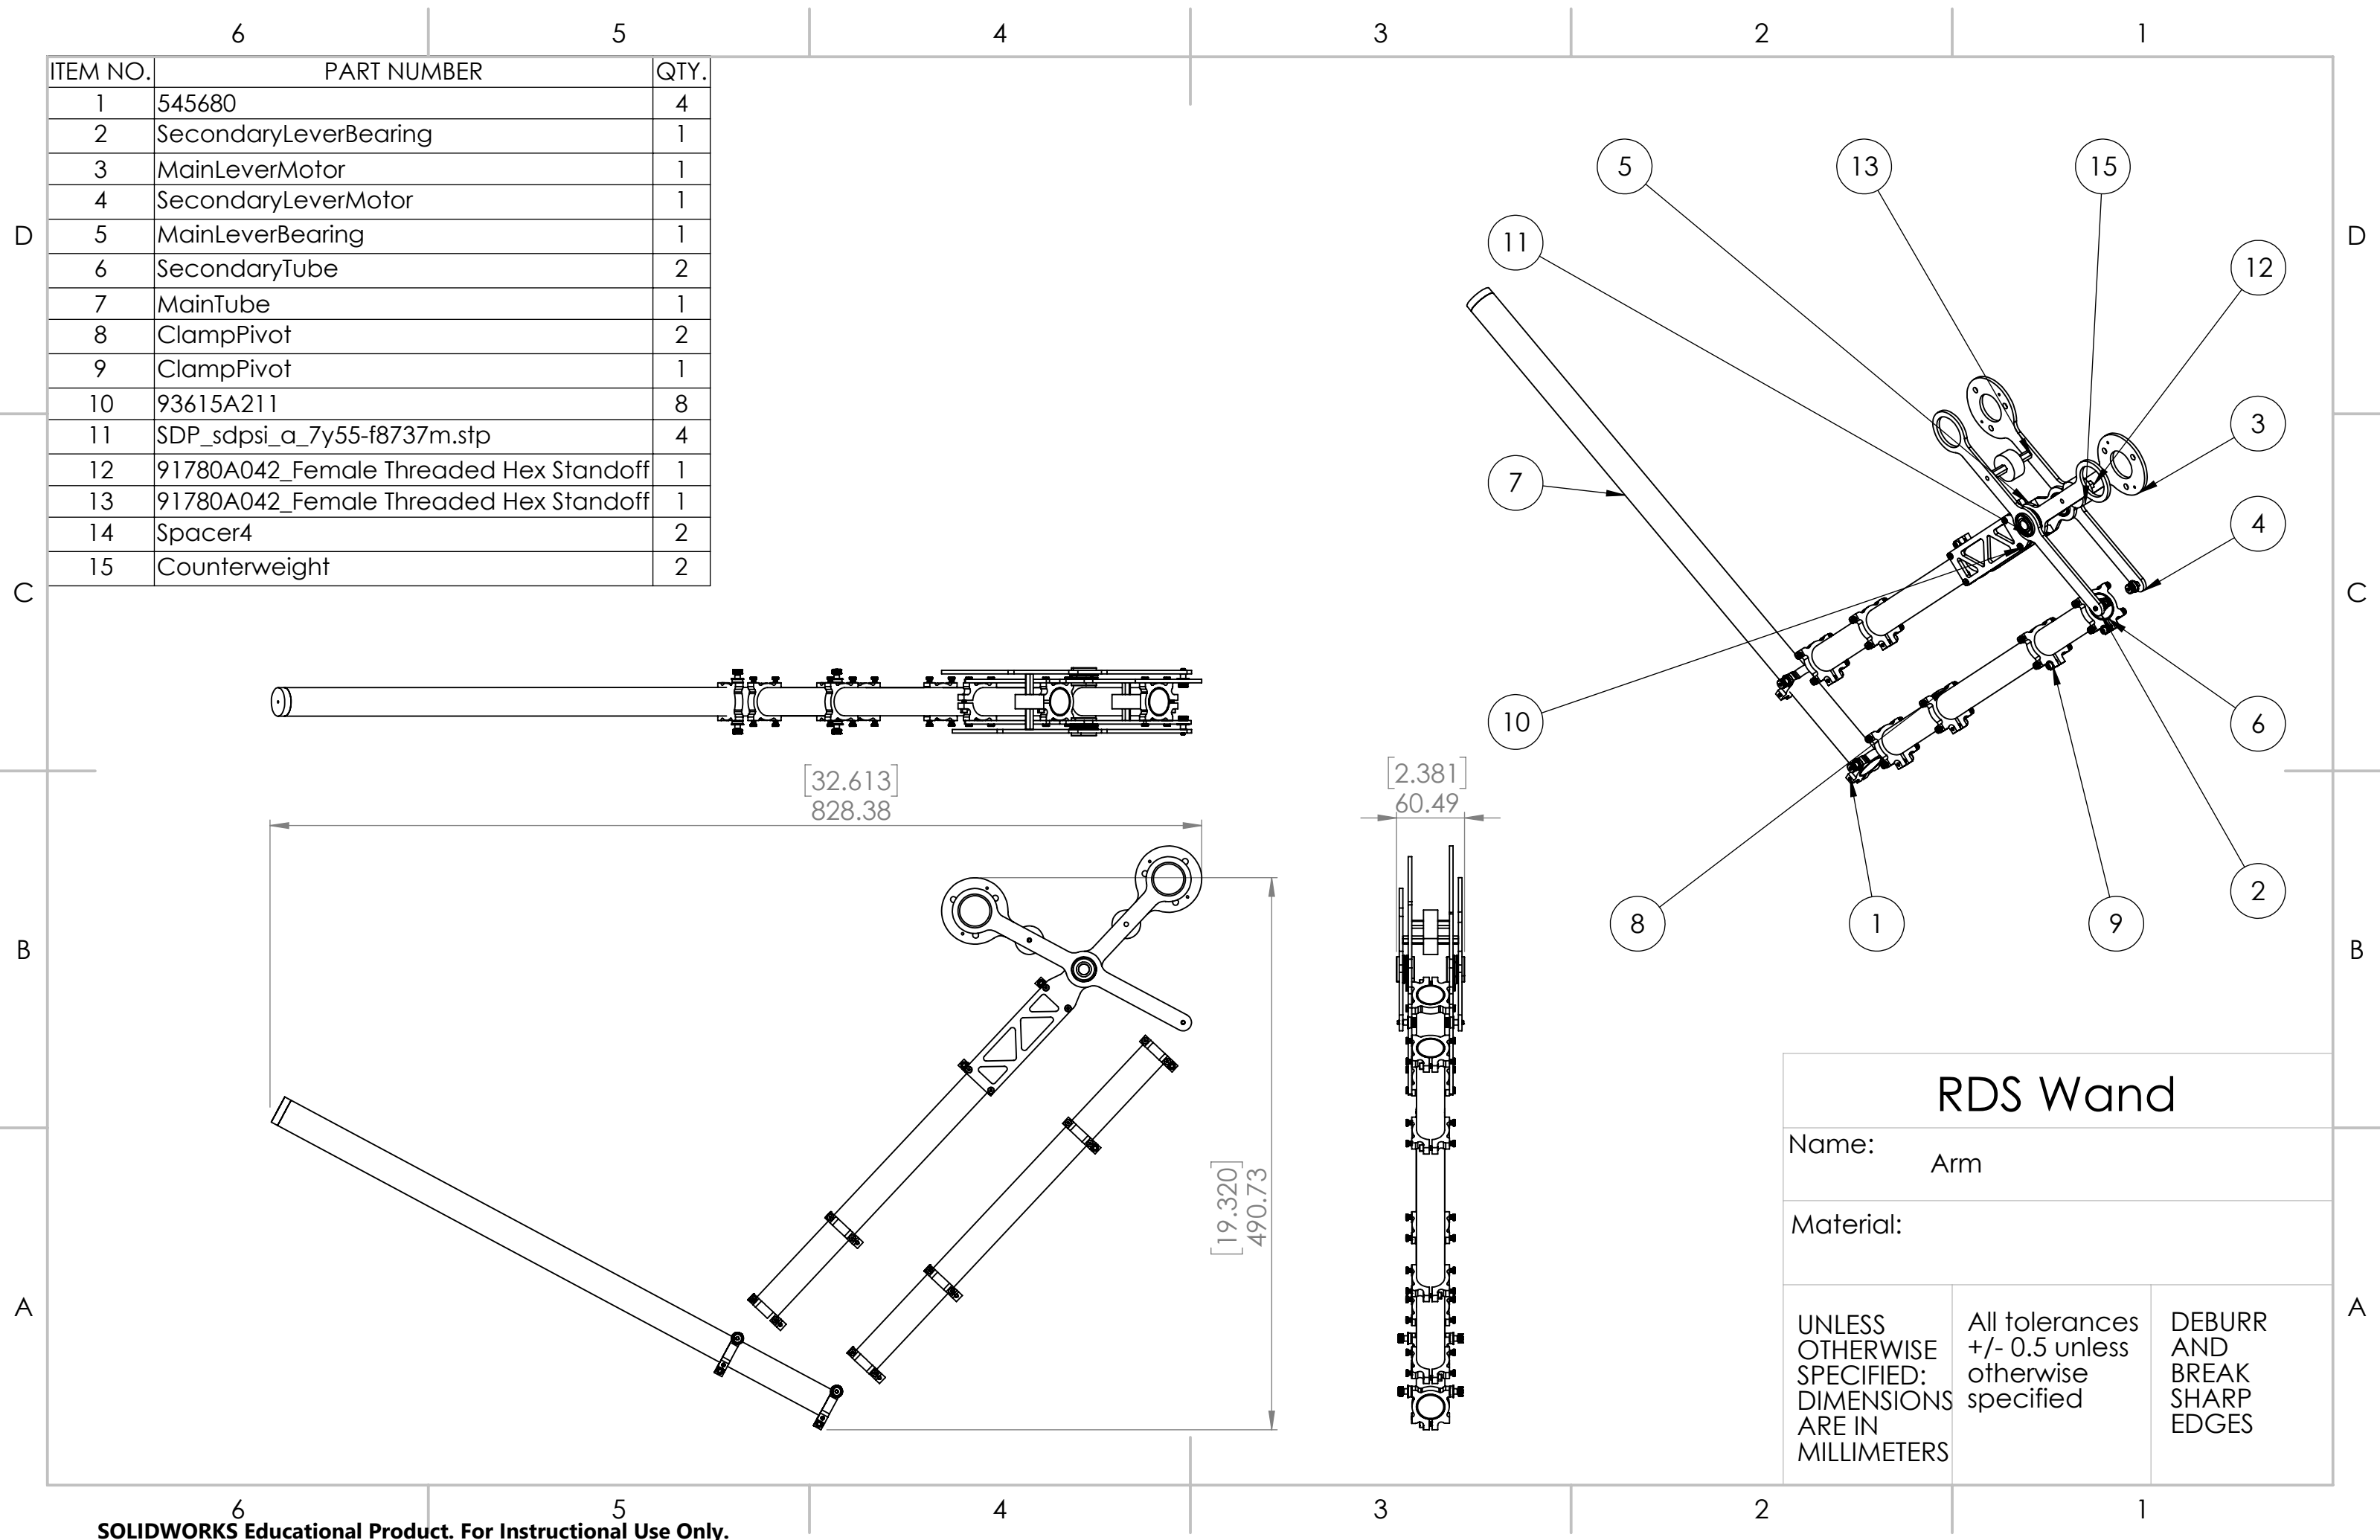 6 5 4 3 2 1
ITEM NO. PART NUMBER QTY.
1 545680 4
2 SecondaryLeverBearing 1
3 MainLeverMotor 1
4 SecondaryLeverMotor 1
5 MainLeverBearing 1
6 SecondaryTube 2
7 MainTube 1
8 ClampPivot 2
9 ClampPivot 1
10 93615A211 8
11 SDP_sdpsi_a_7y55-f8737m.stp 4
12 91780A042_Female Threaded Hex Standoff 1
13 91780A042_Female Threaded Hex Standoff 1
14 Spacer4 2
15 Counterweight 2
D D
C C
B B
A A
5 13 15
11
12
3
7
4
10
6
2
8 1 9
[32.613]
828.38
[2.381]
60.49
[19.320]
490.73
RDS Wand
Name:
Arm
Material:
UNLESS
OTHERWISE
SPECIFIED:
DIMENSIONS
ARE IN
MILLIMETERS
All tolerances
+/- 0.5 unless
otherwise
specified
DEBURR
AND
BREAK
SHARP
EDGES
6 5 4 3 2 1
SOLIDWORKS Educational Product. For Instructional Use Only.